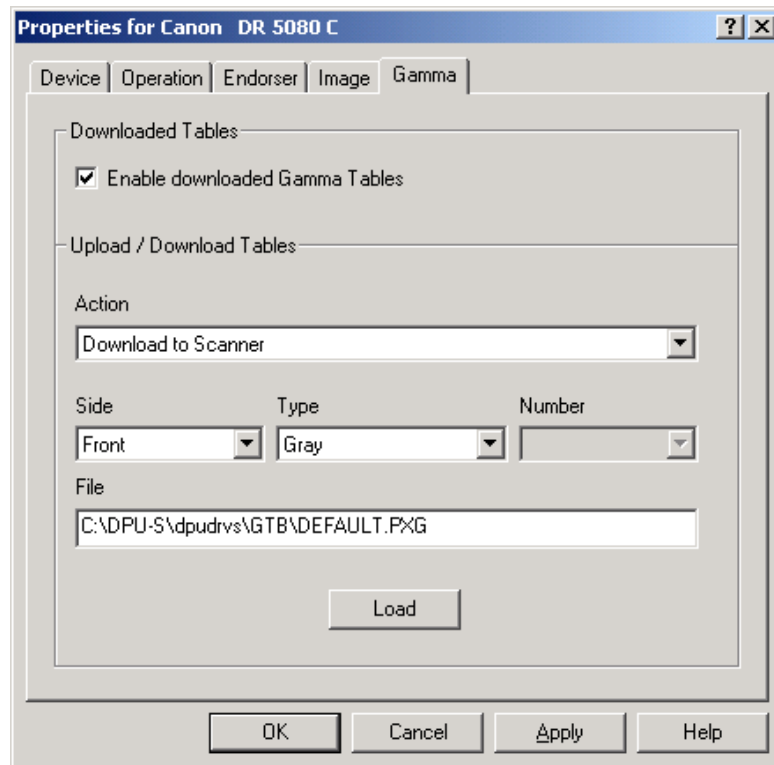 Properties for Canon DR 5080 C
Device Operation Endorser Image Gamma
Downloaded Tables
Enable downloaded Gamma Tables
Upload / Download Tables
Action
Download to Scanner
Side Type Number
Front Gray
File
C:\DPU-S\dpudrvs\GTB\DEFAULT.PXG
Load
OK Cancel Apply Help